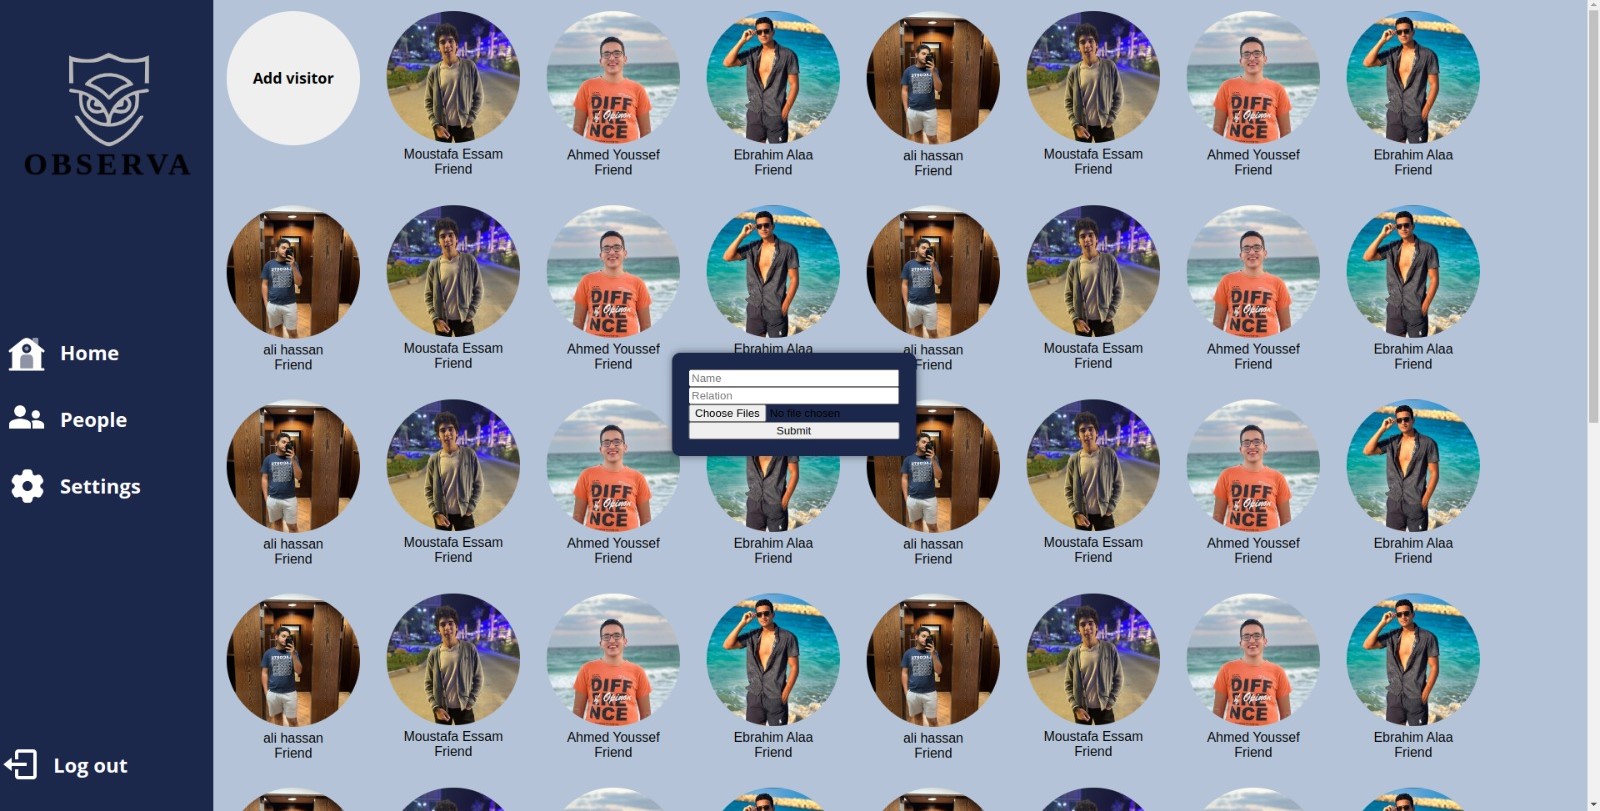 OBSERVA
Home
People
Settings
Log out
Add visitor
Moustafa Essam
Friend
Ahmed Youssef
Friend
Ebrahim Alaa
Friend
ali hassan
Friend
Moustafa Essam
Friend
Ahmed Youssef
Friend
Ebrahim Alaa
Friend
ali hassan
Friend
Moustafa Essam
Friend
Ahmed Youssef
Friend
Ebrahim Alaa
ali hassan
Friend
Moustafa Essam
Friend
Ahmed Youssef
Friend
Ebrahim Alaa
Friend
Name
Relation
Choose Files No file chosen
Submit
ali hassan
Friend
Moustafa Essam
Friend
Ahmed Youssef
Friend
Ebrahim Alaa
Friend
ali hassan
Friend
Moustafa Essam
Friend
Ahmed Youssef
Friend
Ebrahim Alaa
Friend
ali hassan
Friend
Moustafa Essam
Friend
Ahmed Youssef
Friend
Ebrahim Alaa
Friend
ali hassan
Friend
Moustafa Essam
Friend
Ahmed Youssef
Friend
Ebrahim Alaa
Friend
DIFF
of Opinion
NCE